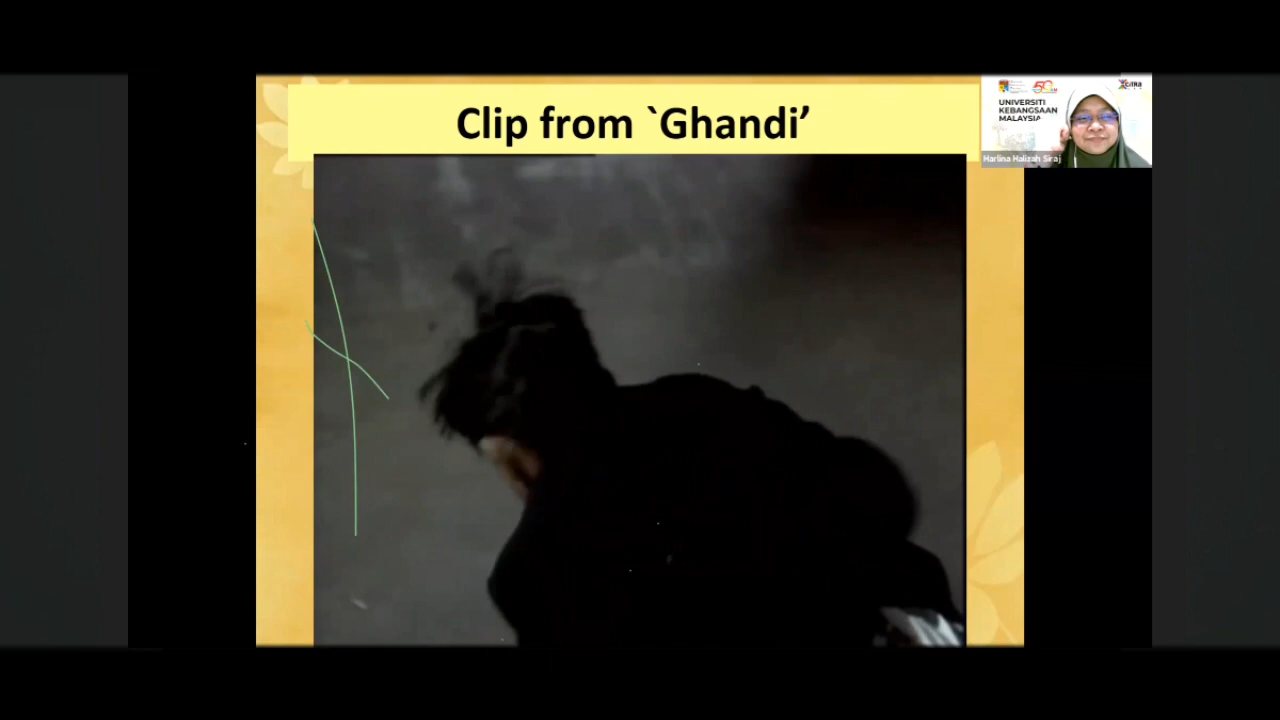 Clip from `Ghandi’
UNIVERSITI
KEBANGSAAN
MALAYSIA
Harlina Halizah Siraj